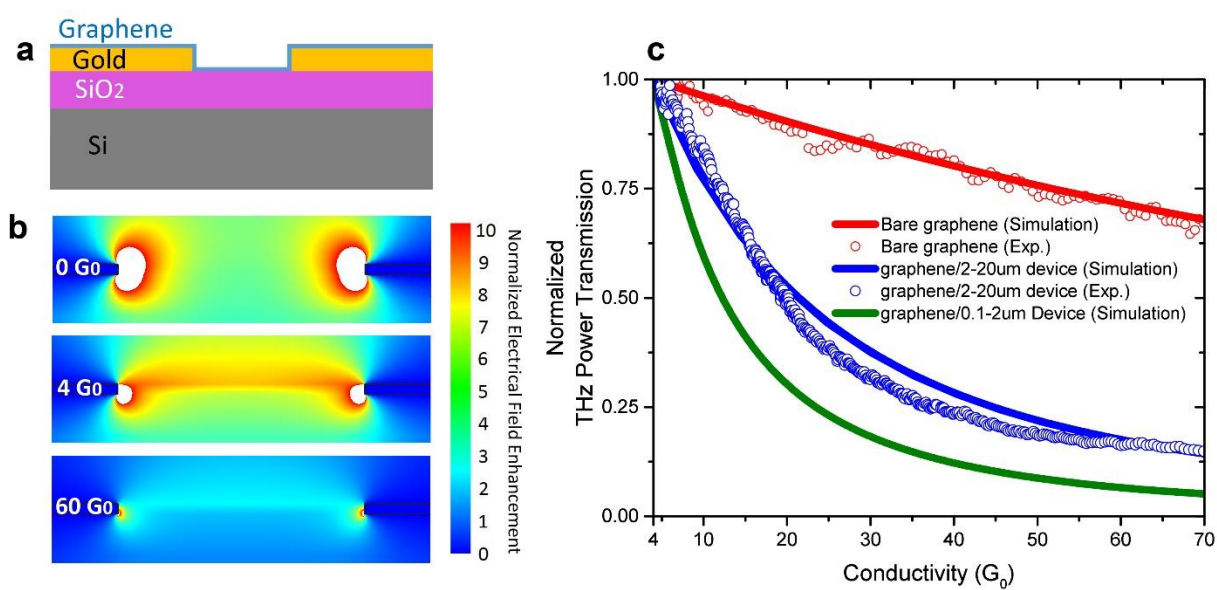 a
Graphene
Gold
SiO2
Si
b
0 G0
4 G0
60 G0
10
9
8
7
6
5
4
3
2
1
0
Normalized Electrical Field Enhancement
c
Normalized
THz Power Transmission
1.00
0.75
0.50
0.25
0.00
Bare graphene (Simulation)
Bare graphene (Exp.)
graphene/2-20um device (Simulation)
graphene/2-20um device (Exp.)
graphene/0.1-2um Device (Simulation)
4 10 20 30 40 50 60 70
Conductivity (G0)